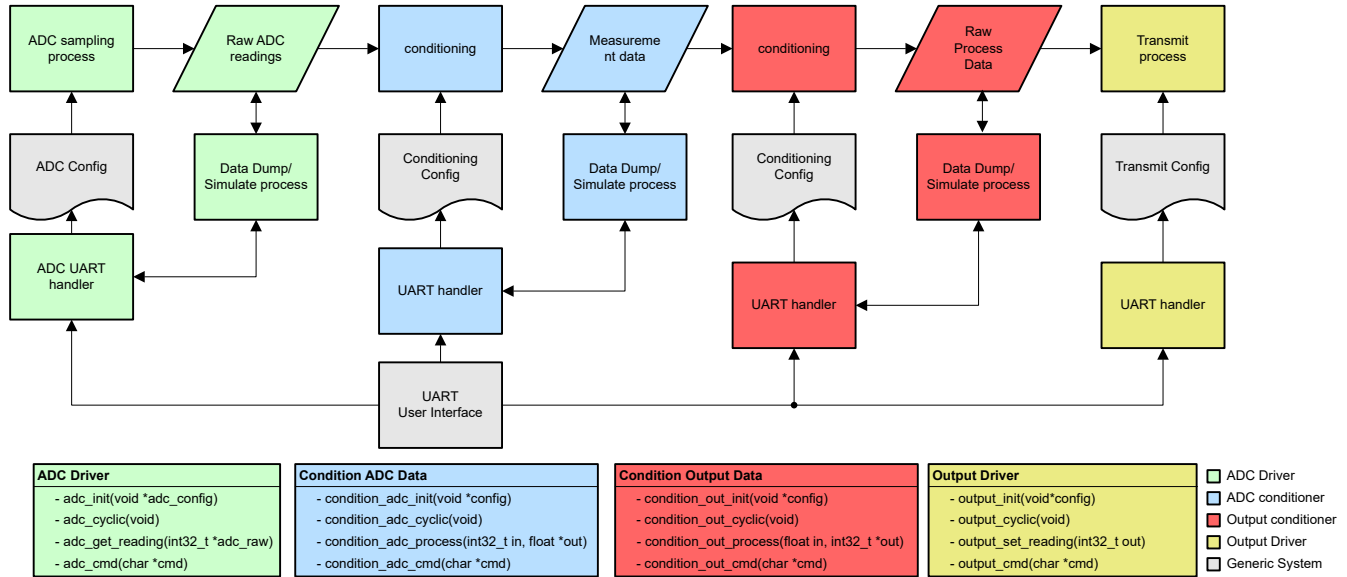 ADC sampling
process
Raw ADC
readings
conditioning
Measureme
nt data
conditioning
Raw
Process
Data
Transmit
process
ADC Config
Data Dump/
Simulate process
Conditioning
Config
Data Dump/
Simulate process
Conditioning
Config
Data Dump/
Simulate process
Transmit Config
ADC UART
handler
UART handler
UART handler
UART handler
UART
User Interface
ADC Driver
- adc_init(void *adc_config)
- adc_cyclic(void)
- adc_get_reading(int32_t *adc_raw)
- adc_cmd(char *cmd)
Condition ADC Data
- condition_adc_init(void *config)
- condition_adc_cyclic(void)
- condition_adc_process(int32_t in, float *out)
- condition_adc_cmd(char *cmd)
Condition Output Data
- condition_out_init(void *config)
- condition_out_cyclic(void)
- condition_out_process(float in, int32_t *out)
- condition_out_cmd(char *cmd)
Output Driver
- output_init(void*config)
- output_cyclic(void)
- output_set_reading(int32_t out)
- output_cmd(char *cmd)
ADC Driver
ADC conditioner
Output conditioner
Output Driver
Generic System